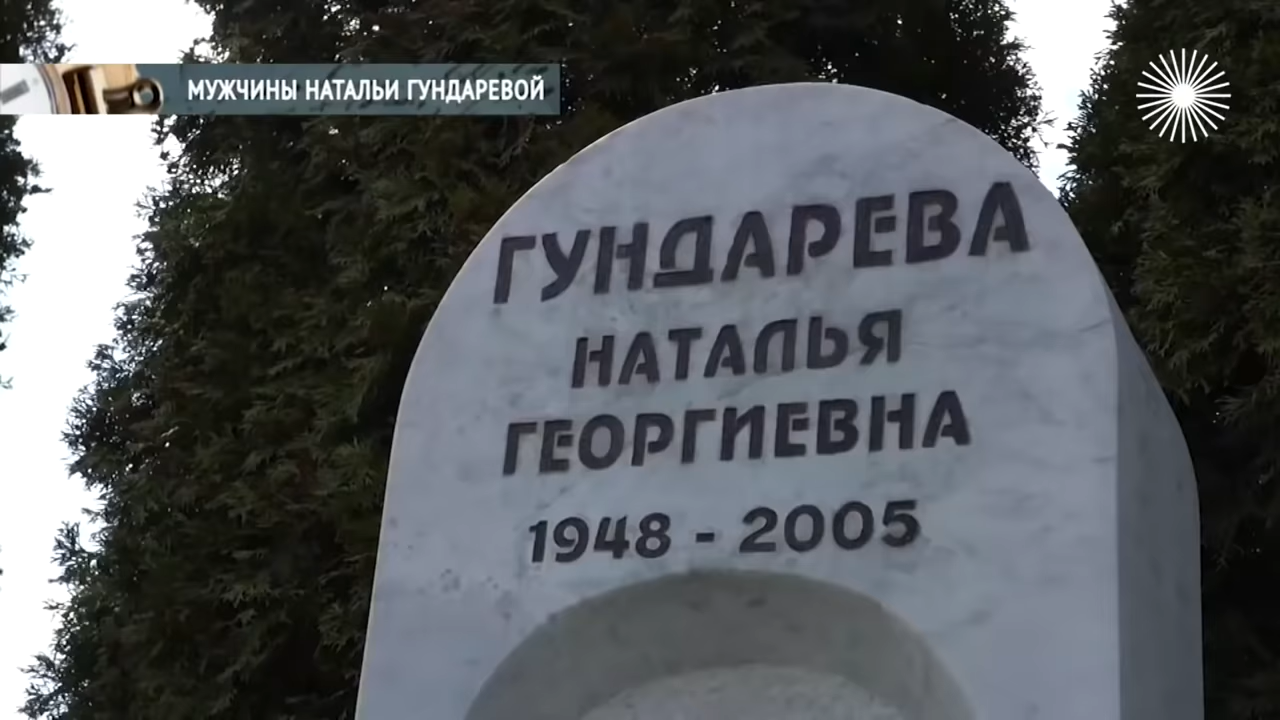 МУЖЧИНЫ НАТАЛЬИ ГУНДАРЕВОЙ
ГУНДАРЕВА
НАТАЛЬЯ
ГЕОРГИЕВНА
1948 - 2005